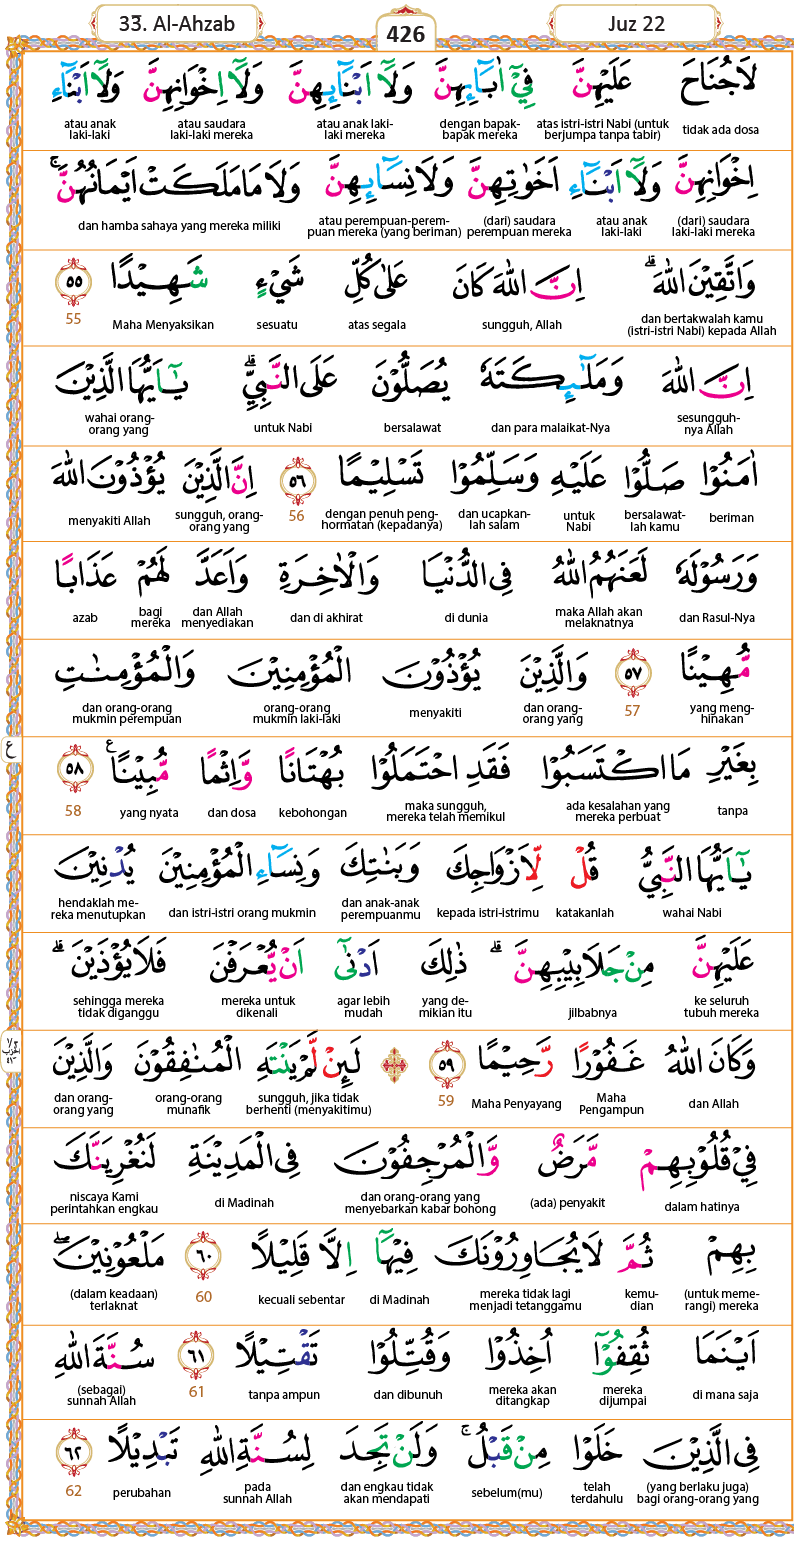 33. Al-Ahzab
426
Juz 22
لَا جُنَاحَ عَلَيْهِنَّ فِيْٓ اٰبَاۤىِٕهِنَّ وَلَآ اَبْنَاۤىِٕهِنَّ وَلَآ اِخْوَانِهِنَّ وَلَآ اَبْنَاۤءِ
tidak ada dosa
atas istri-istri Nabi (untuk berjumpa tanpa tabir)
dengan bapak-bapak mereka
atau anak laki-laki mereka
atau saudara laki-laki mereka
atau anak laki-laki
اِخْوَانِهِنَّ وَلَآ اَبْنَاۤءِ اَخَوٰتِهِنَّ وَلَا نِسَاۤىِٕهِنَّ وَلَا مَا مَلَكَتْ اَيْمَانُهُنَّۚ
(dari) saudara laki-laki mereka
atau anak laki-laki
(dari) saudara perempuan mereka
atau perempuan-perempuan mereka (yang beriman)
dan hamba sahaya yang mereka miliki
وَاتَّقِيْنَ اللّٰهَۗ اِنَّ اللّٰهَ كَانَ عَلٰى كُلِّ شَيْءٍ شَهِيْدًا ٥٥
dan bertakwalah kamu (istri-istri Nabi) kepada Allah
sungguh, Allah
atas segala
sesuatu
Maha Menyaksikan
55
اِنَّ اللّٰهَ وَمَلٰۤىِٕكَتَهٗ يُصَلُّوْنَ عَلَى النَّبِيِّۗ يٰٓاَيُّهَا الَّذِيْنَ
sesungguhnya Allah
dan para malaikat-Nya
bersalawat
untuk Nabi
wahai orang-orang yang
اٰمَنُوْا صَلُّوْا عَلَيْهِ وَسَلِّمُوْا تَسْلِيْمًا ٥٦ اِنَّ الَّذِيْنَ يُؤْذُوْنَ اللّٰهَ
beriman
bersalawatlah kamu
untuk Nabi
dan ucapkanlah salam
dengan penuh penghormatan (kepadanya)
56
sungguh, orang-orang yang
menyakiti Allah
وَرَسُوْلَهٗ لَعَنَهُمُ اللّٰهُ فِى الدُّنْيَا وَالْاٰخِرَةِ وَاَعَدَّ لَهُمْ عَذَابًا
dan Rasul-Nya
maka Allah akan melaknatnya
di dunia
dan di akhirat
dan Allah menyediakan
bagi mereka
azab
مُّهِيْنًا ٥٧ وَالَّذِيْنَ يُؤْذُوْنَ الْمُؤْمِنِيْنَ وَالْمُؤْمِنٰتِ
yang menghinakan
57
dan orang-orang yang
menyakiti
orang-orang mukmin laki-laki
dan orang-orang mukmin perempuan
بِغَيْرِ مَا اكْتَسَبُوْا فَقَدِ احْتَمَلُوْا بُهْتَانًا وَّاِثْمًا مُّبِيْنًا ࣖ ٥٨
ع
tanpa
ada kesalahan yang mereka perbuat
maka sungguh, mereka telah memikul
kebohongan
dan dosa
yang nyata
58
يٰٓاَيُّهَا النَّبِيُّ قُلْ لِّاَزْوَاجِكَ وَبَنٰتِكَ وَنِسَاۤءِ الْمُؤْمِنِيْنَ يُدْنِيْنَ
wahai Nabi
katakanlah
kepada istri-istrimu
dan anak-anak perempuanmu
dan istri-istri orang mukmin
hendaklah mereka menutupkan
عَلَيْهِنَّ مِنْ جَلَابِيْبِهِنَّۗ ذٰلِكَ اَدْنٰٓى اَنْ يُّعْرَفْنَ فَلَا يُؤْذَيْنَۗ
ke seluruh tubuh mereka
jilbabnya
yang demikian itu
agar lebih mudah
mereka untuk dikenali
sehingga mereka tidak diganggu
وَكَانَ اللّٰهُ غَفُوْرًا رَّحِيْمًا ٥٩ لَىِٕنْ لَّمْ يَنْتَهِ الْمُنٰفِقُوْنَ وَالَّذِيْنَ
dan Allah
Maha Pengampun
Maha Penyayang
59
sungguh, jika tidak berhenti (menyakitimu)
orang-orang munafik
dan orang-orang yang
فِيْ قُلُوْبِهِمْ مَّرَضٌ وَّالْمُرْجِفُوْنَ فِى الْمَدِيْنَةِ لَنُغْرِيَنَّكَ
dalam hatinya
(ada) penyakit
dan orang-orang yang menyebarkan kabar bohong
di Madinah
niscaya Kami perintahkan engkau
بِهِمْ ثُمَّ لَا يُجَاوِرُوْنَكَ فِيْهَآ اِلَّا قَلِيْلًا ٦٠ مَلْعُوْنِيْنَۖ
(untuk memerangi) mereka
kemudian
mereka tidak lagi menjadi tetanggamu
di Madinah
kecuali sebentar
60
(dalam keadaan) terlaknat
اَيْنَمَا ثُقِفُوْٓا اُخِذُوْا وَقُتِّلُوْا تَقْتِيْلًا ٦١ سُنَّةَ اللّٰهِ
di mana saja
mereka dijumpai
mereka akan ditangkap
dan dibunuh
tanpa ampun
61
(sebagai) sunnah Allah
فِى الَّذِيْنَ خَلَوْا مِنْ قَبْلُۚ وَلَنْ تَجِدَ لِسُنَّةِ اللّٰهِ تَبْدِيْلًا ٦٢
(yang berlaku juga) bagi orang-orang yang
telah terdahulu
sebelum(mu)
dan engkau tidak akan mendapati
pada sunnah Allah
perubahan
62